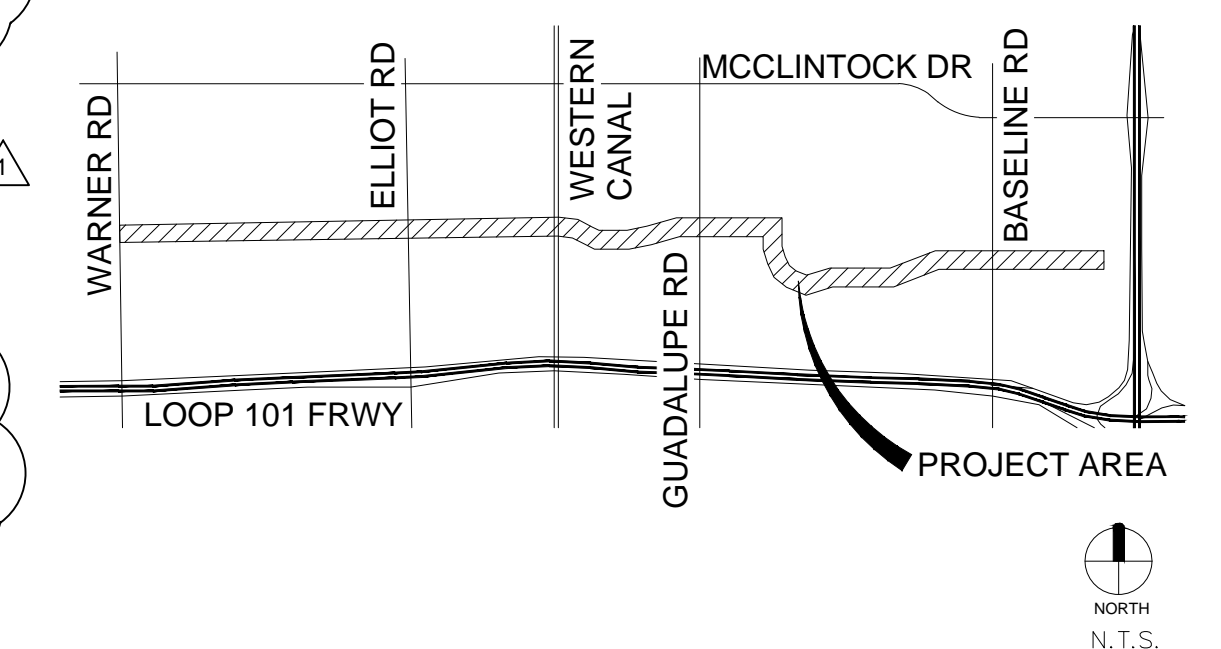 MCCLINTOCK DR
WARNER RD
ELLIOT RD
WESTERN
CANAL
BASELINE RD
GUADALUPE RD
LOOP 101 FRWY
PROJECT AREA
1
NORTH
N.T.S.